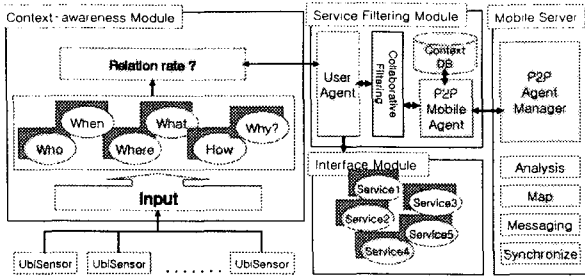 Context-awareness Module
Relation rate ?
When
What
Why?
Who
Where
How
Input
UbiSensor
UbiSensor
. . . . . . .
UbiSensor
Service Filtering Module
User
Agent
Collaborative
Filtering
Context
DB
P2P
Mobile
Agent
Interface Module
Service1
Service3
Service2
Service5
Service4
Mobile Server
P2P
Agent
Manager
Analysis
Map
Messaging
Synchronize